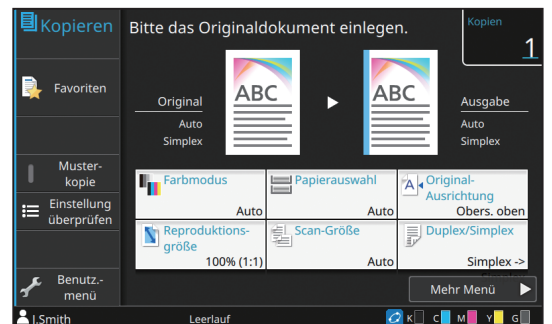 Kopieren
Bitte das Originaldokument einlegen.
Kopien
1
Favoriten
ABC
ABC
Original
Auto
Simplex
Ausgabe
Auto
Simplex
Muster-
kopie
Einstellung
überprüfen
Benutz.-
menü
Farbmodus
Auto
Papierauswahl
Auto
A
Original-
Ausrichtung
Obers. oben
Reproduktions-
größe
100% (1:1)
Scan-Größe
Auto
Duplex/Simplex
Simplex ->
Mehr Menü
I.Smith
Leerlauf
K C M Y G